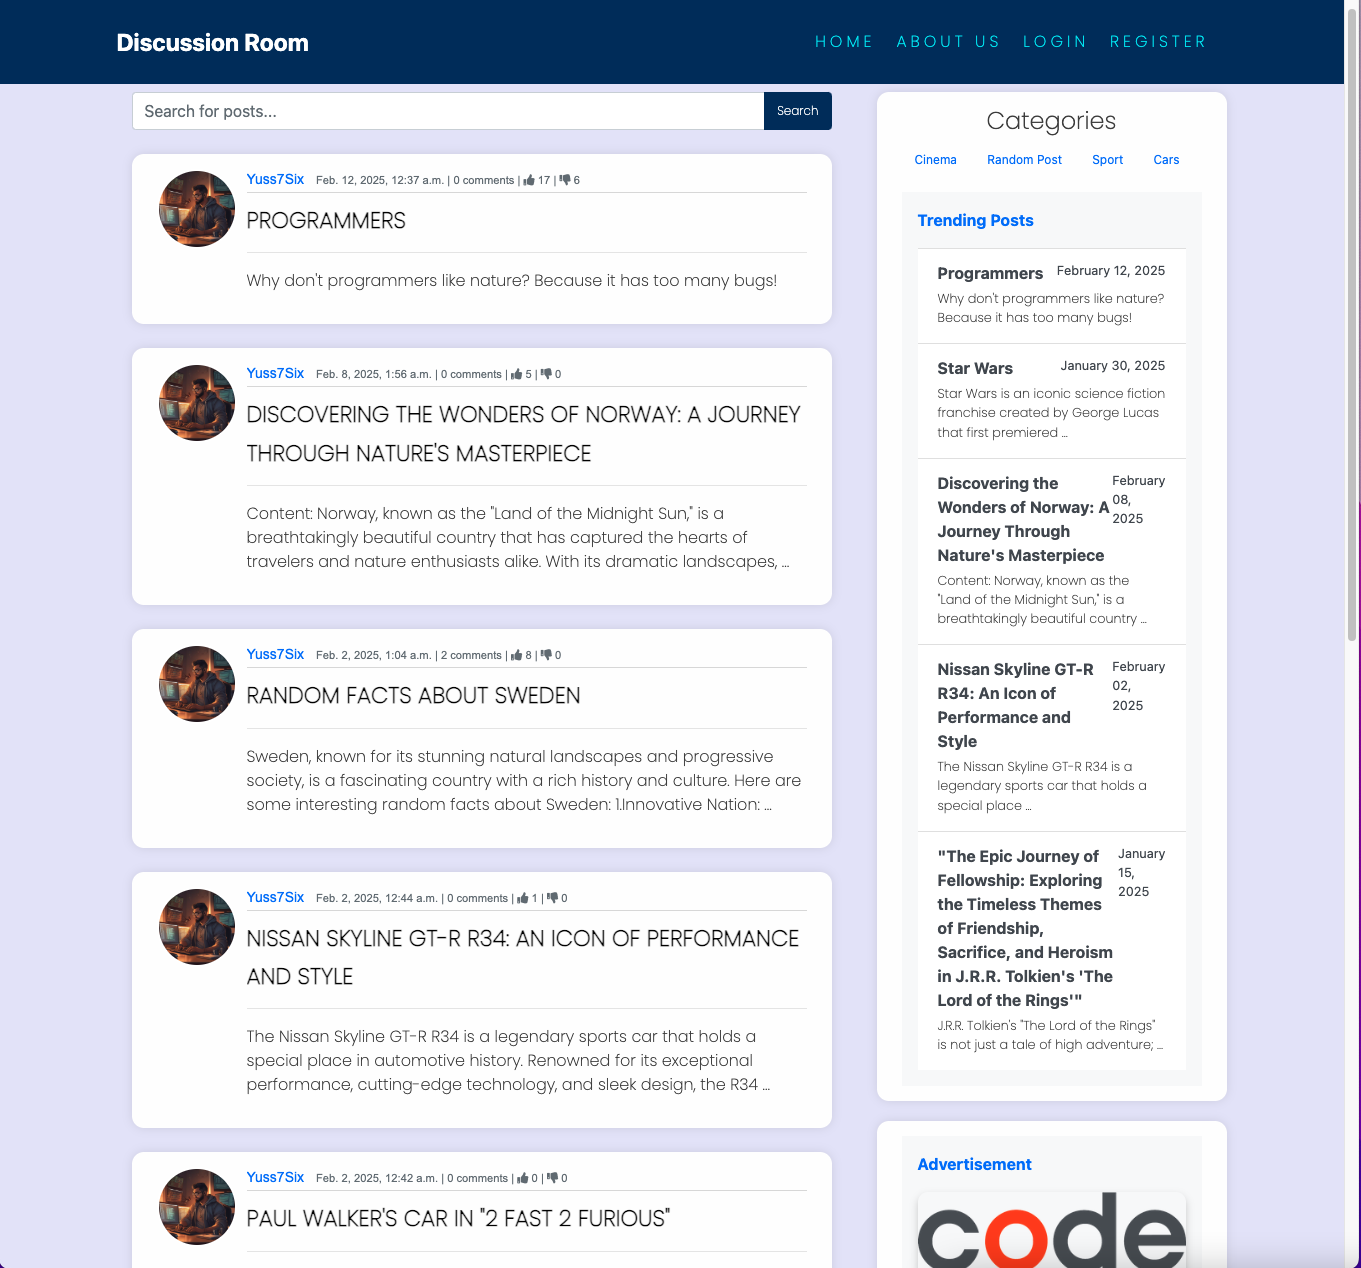 Discussion Room
HOME ABOUT US LOGIN REGISTER
Search for posts...
Search
Yuss7Six Feb. 12, 2025, 12:37 a.m. | 0 comments | 17 | 6
PROGRAMMERS
Why don't programmers like nature? Because it has too many bugs!
Yuss7Six Feb. 8, 2025, 1:56 a.m. | 0 comments | 5 | 0
DISCOVERING THE WONDERS OF NORWAY: A JOURNEY
THROUGH NATURE'S MASTERPIECE
Content: Norway, known as the "Land of the Midnight Sun," is a
breathtakingly beautiful country that has captured the hearts of
travelers and nature enthusiasts alike. With its dramatic landscapes, ...
Yuss7Six Feb. 2, 2025, 1:04 a.m. | 2 comments | 8 | 0
RANDOM FACTS ABOUT SWEDEN
Sweden, known for its stunning natural landscapes and progressive
society, is a fascinating country with a rich history and culture. Here are
some interesting random facts about Sweden: 1.Innovative Nation: ...
Yuss7Six Feb. 2, 2025, 12:44 a.m. | 0 comments | 1 | 0
NISSAN SKYLINE GT-R R34: AN ICON OF PERFORMANCE
AND STYLE
The Nissan Skyline GT-R R34 is a legendary sports car that holds a
special place in automotive history. Renowned for its exceptional
performance, cutting-edge technology, and sleek design, the R34 ...
Yuss7Six Feb. 2, 2025, 12:42 a.m. | 0 comments | 0 | 0
PAUL WALKER'S CAR IN "2 FAST 2 FURIOUS"
Categories
Cinema Random Post Sport Cars
Trending Posts
Programmers February 12, 2025
Why don't programmers like nature?
Because it has too many bugs!
Star Wars January 30, 2025
Star Wars is an iconic science fiction
franchise created by George Lucas
that first premiered ...
Discovering the
Wonders of Norway: A
Journey Through
Nature's Masterpiece
February
08,
2025
Content: Norway, known as the
"Land of the Midnight Sun," is a
breathtakingly beautiful country ...
Nissan Skyline GT-R
R34: An Icon of
Performance and
Style
February
02,
2025
The Nissan Skyline GT-R R34 is a
legendary sports car that holds a
special place ...
"The Epic Journey of
Fellowship: Exploring
the Timeless Themes
of Friendship,
Sacrifice, and Heroism
in J.R.R. Tolkien's 'The
Lord of the Rings'"
January
15,
2025
J.R.R. Tolkien's "The Lord of the Rings"
is not just a tale of high adventure; ...
Advertisement
code